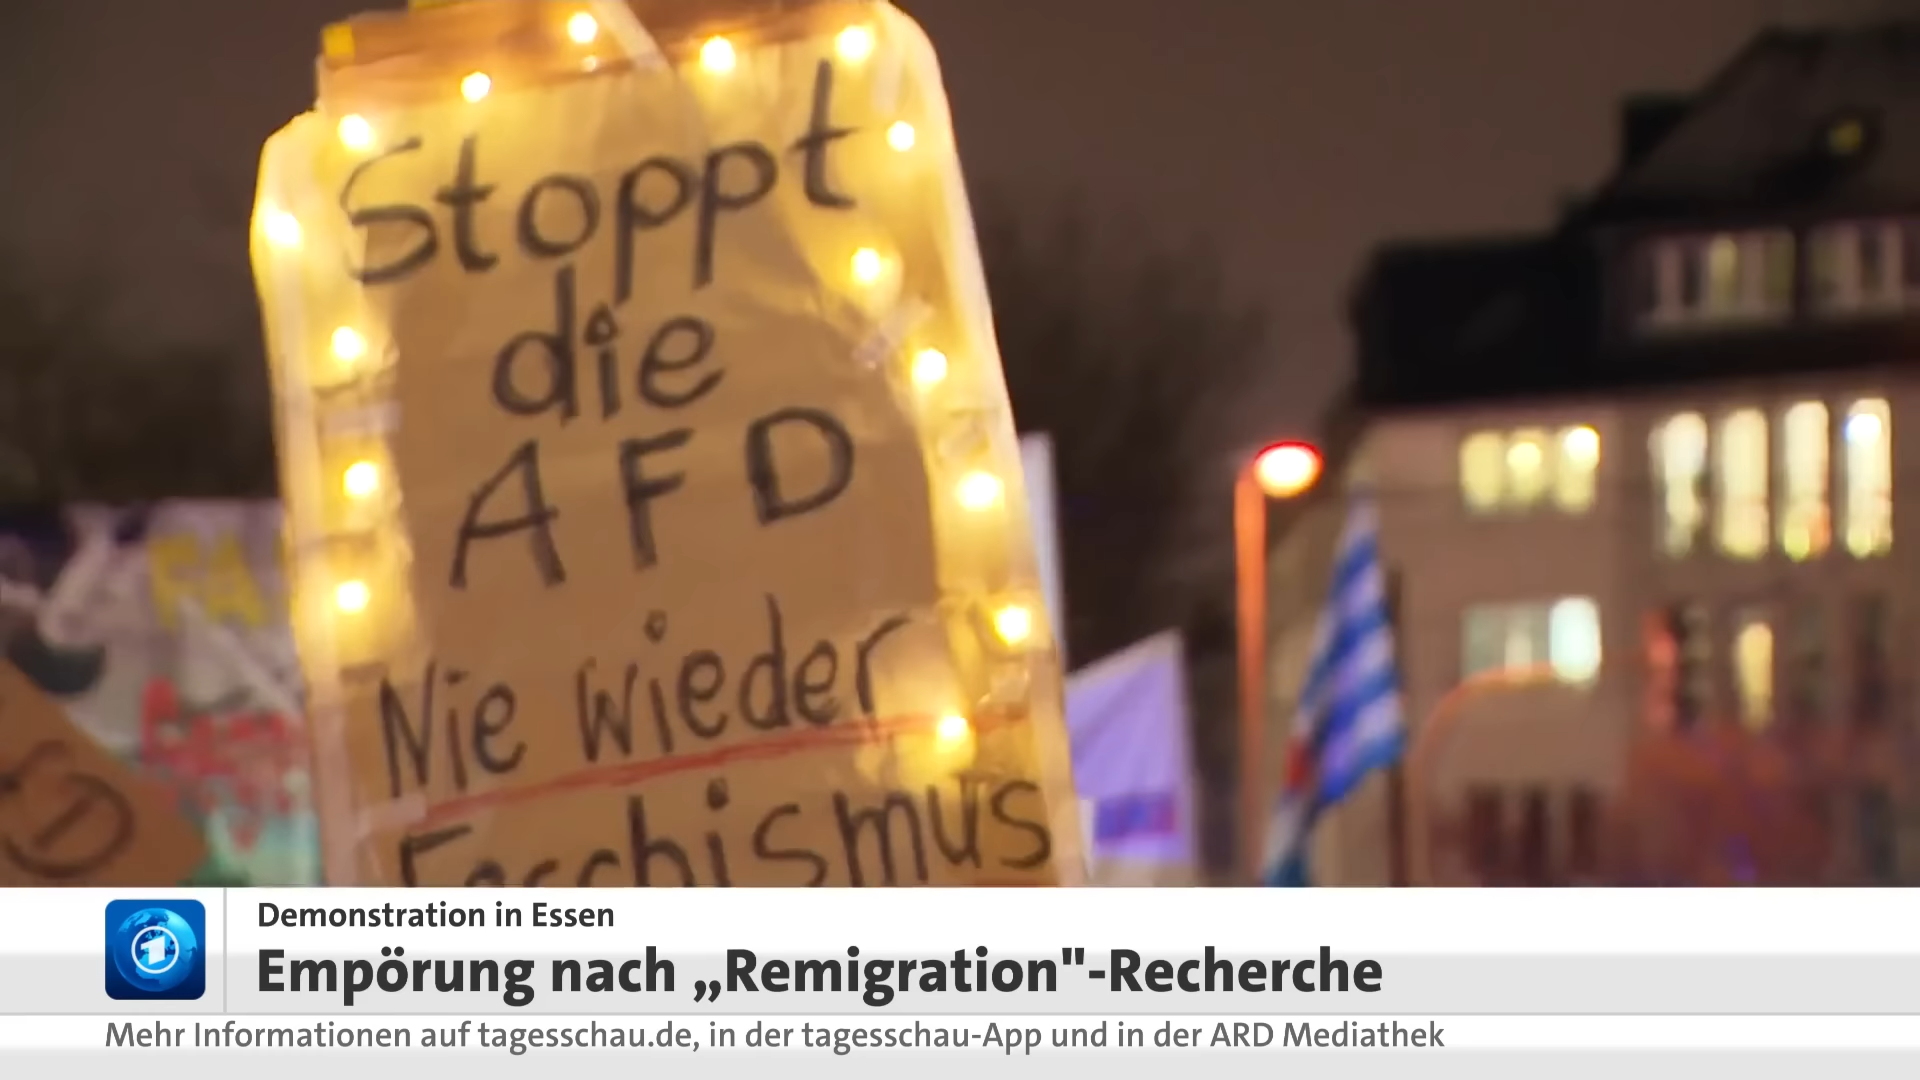 Stoppt
die
AFD
Nie wieder
Faschismus
Demonstration in Essen
Empörung nach „Remigration"-Recherche
Mehr Informationen auf tagesschau.de, in der tagesschau-App und in der ARD Mediathek